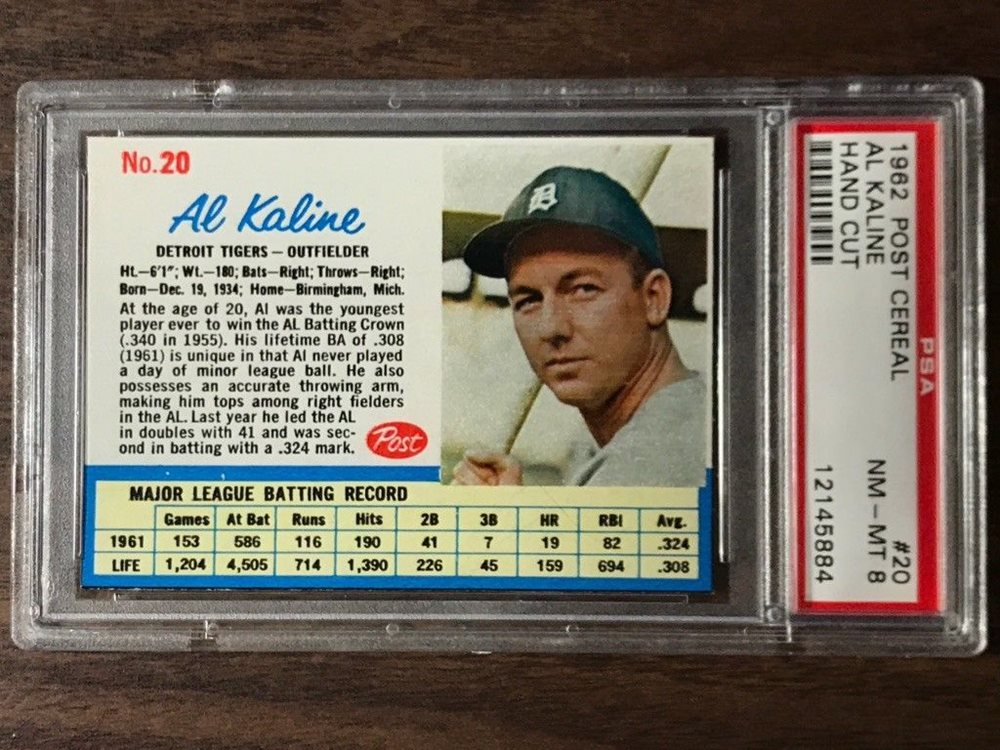 No.20
Al Kaline
DETROIT TIGERS – OUTFIELDER
Ht.–6'1"; Wt.–180; Bats–Right; Throws–Right;
Born–Dec. 19, 1934; Home–Birmingham, Mich.
At the age of 20, Al was the youngest
player ever to win the AL Batting Crown
(.340 in 1955). His lifetime BA of .308
(1961) is unique in that Al never played
a day of minor league ball. He also
possesses an accurate throwing arm,
making him tops among right fielders
in the AL. Last year he led the AL
in doubles with 41 and was sec-
ond in batting with a .324 mark.
Post
D
MAJOR LEAGUE BATTING RECORD
Games At Bat Runs Hits 2B 3B HR RBI Avg.
1961 153 586 116 190 41 7 19 82 .324
LIFE 1,204 4,505 714 1,390 226 45 159 694 .308
PSA
1962 POST CEREAL #20
AL KALINE NM – MT 8
HAND CUT 12145884